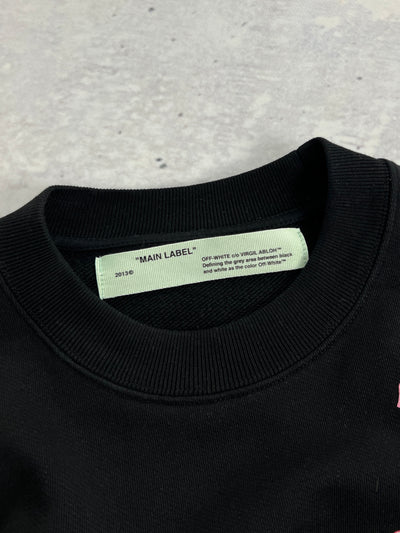 "MAIN LABEL"
2013©
OFF-WHITE c/o VIRGIL ABLOH™
Defining the grey area between black
and white as the color Off-White™